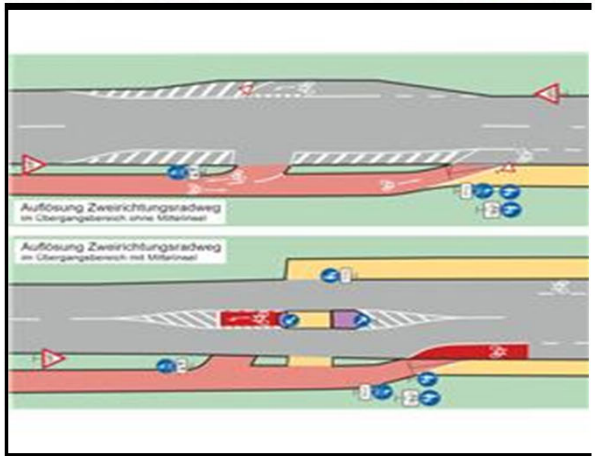 Auflösung Zweirichtungsradweg
im Übergangsbereich ohne Mittelinsel
Auflösung Zweirichtungsradweg
im Übergangsbereich mit Mittelinsel